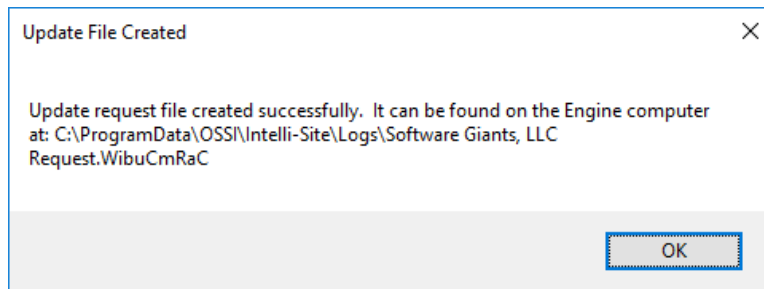 Update File Created
Update request file created successfully.  It can be found on the Engine computer
at: C:\ProgramData\OSSI\Intelli-Site\Logs\Software Giants, LLC
Request.WibuCmRaC
OK